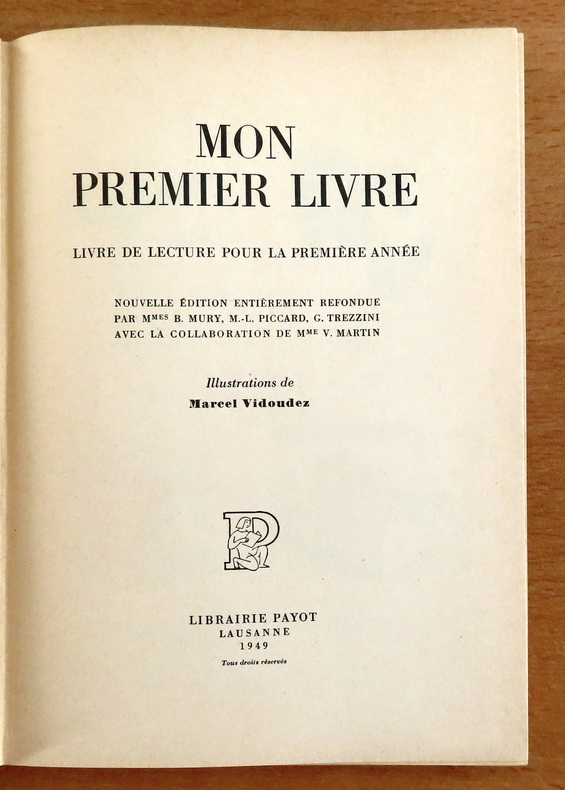 MON
PREMIER LIVRE
LIVRE DE LECTURE POUR LA PREMIÈRE ANNÉE
NOUVELLE ÉDITION ENTIÈREMENT REFONDUE
PAR MMES B. MURY, M.-L. PICCARD, G. TREZZINI
AVEC LA COLLABORATION DE MME V. MARTIN
Illustrations de
Marcel Vidoudez
P
LIBRAIRIE PAYOT
LAUSANNE
1949
Tous droits réservés